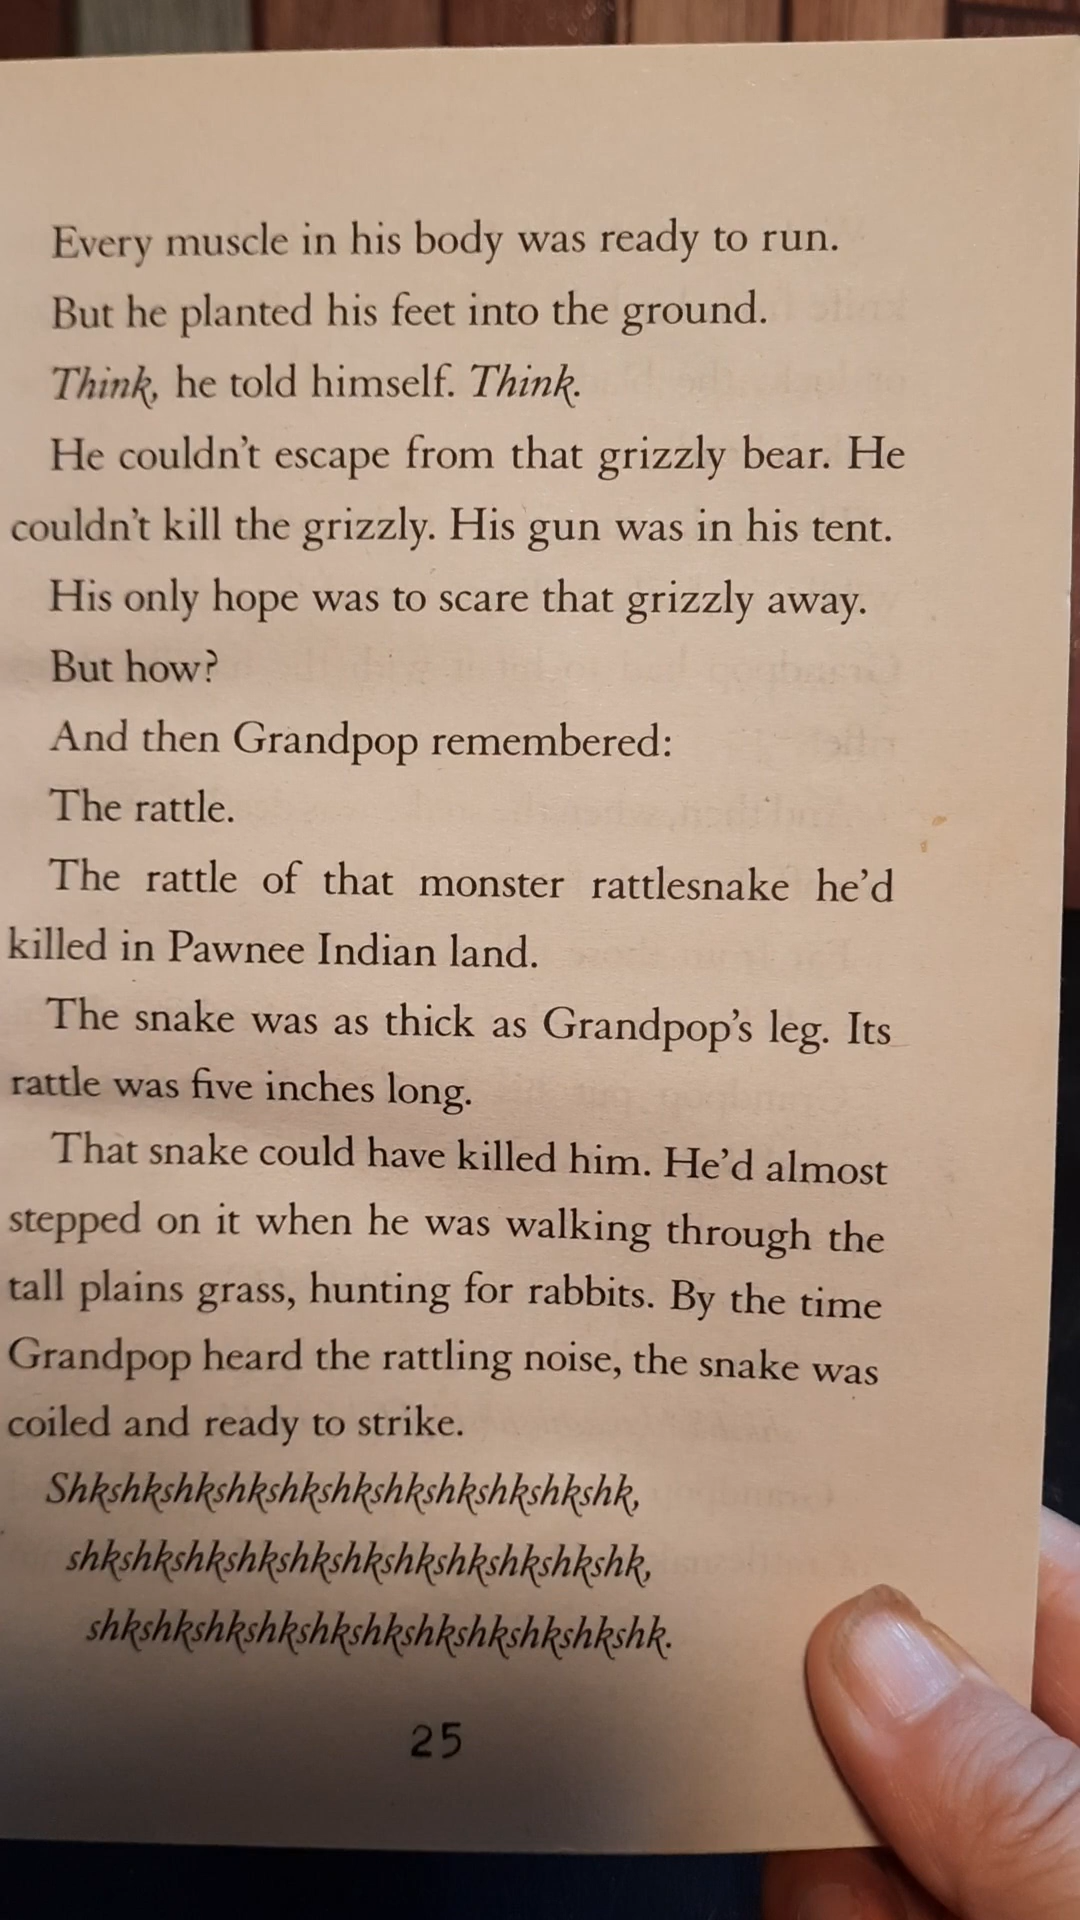 Every muscle in his body was ready to run.
But he planted his feet into the ground.
Think, he told himself. Think.
He couldn't escape from that grizzly bear. He
couldn't kill the grizzly. His gun was in his tent.
His only hope was to scare that grizzly away.
But how?
And then Grandpop remembered:
The rattle.
The rattle of that monster rattlesnake he'd
killed in Pawnee Indian land.
The snake was as thick as Grandpop's leg. Its
rattle was five inches long.
That snake could have killed him. He'd almost
stepped on it when he was walking through the
tall plains grass, hunting for rabbits. By the time
Grandpop heard the rattling noise, the snake was
coiled and ready to strike.
Shkshkshkshkshkshkshkshkshkshkshk,
shkshkshkshkshkshkshkshkshkshkshk,
shkshkshkshkshkshkshkshkshkshkshk.
25